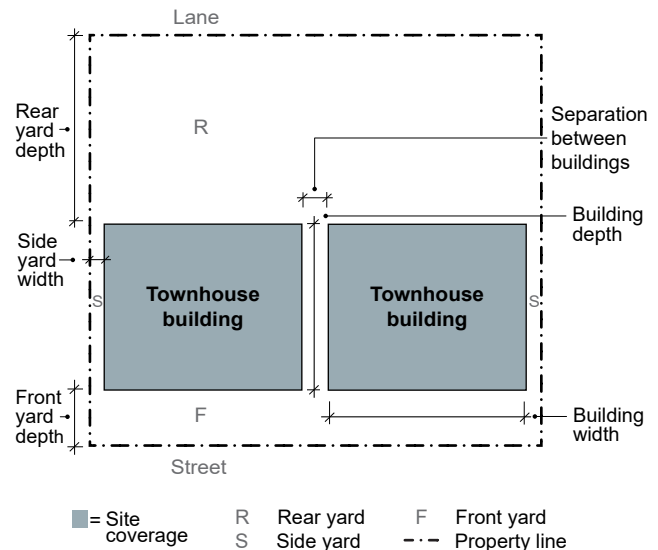 Lane
Rear
yard
depth
R
Separation
between
buildings
Building
depth
Side
yard
width
S
Townhouse
building
Townhouse
building
S
Front
yard
depth
F
Building
width
Street
= Site
coverage
R Rear yard
S Side yard
F Front yard
Property line